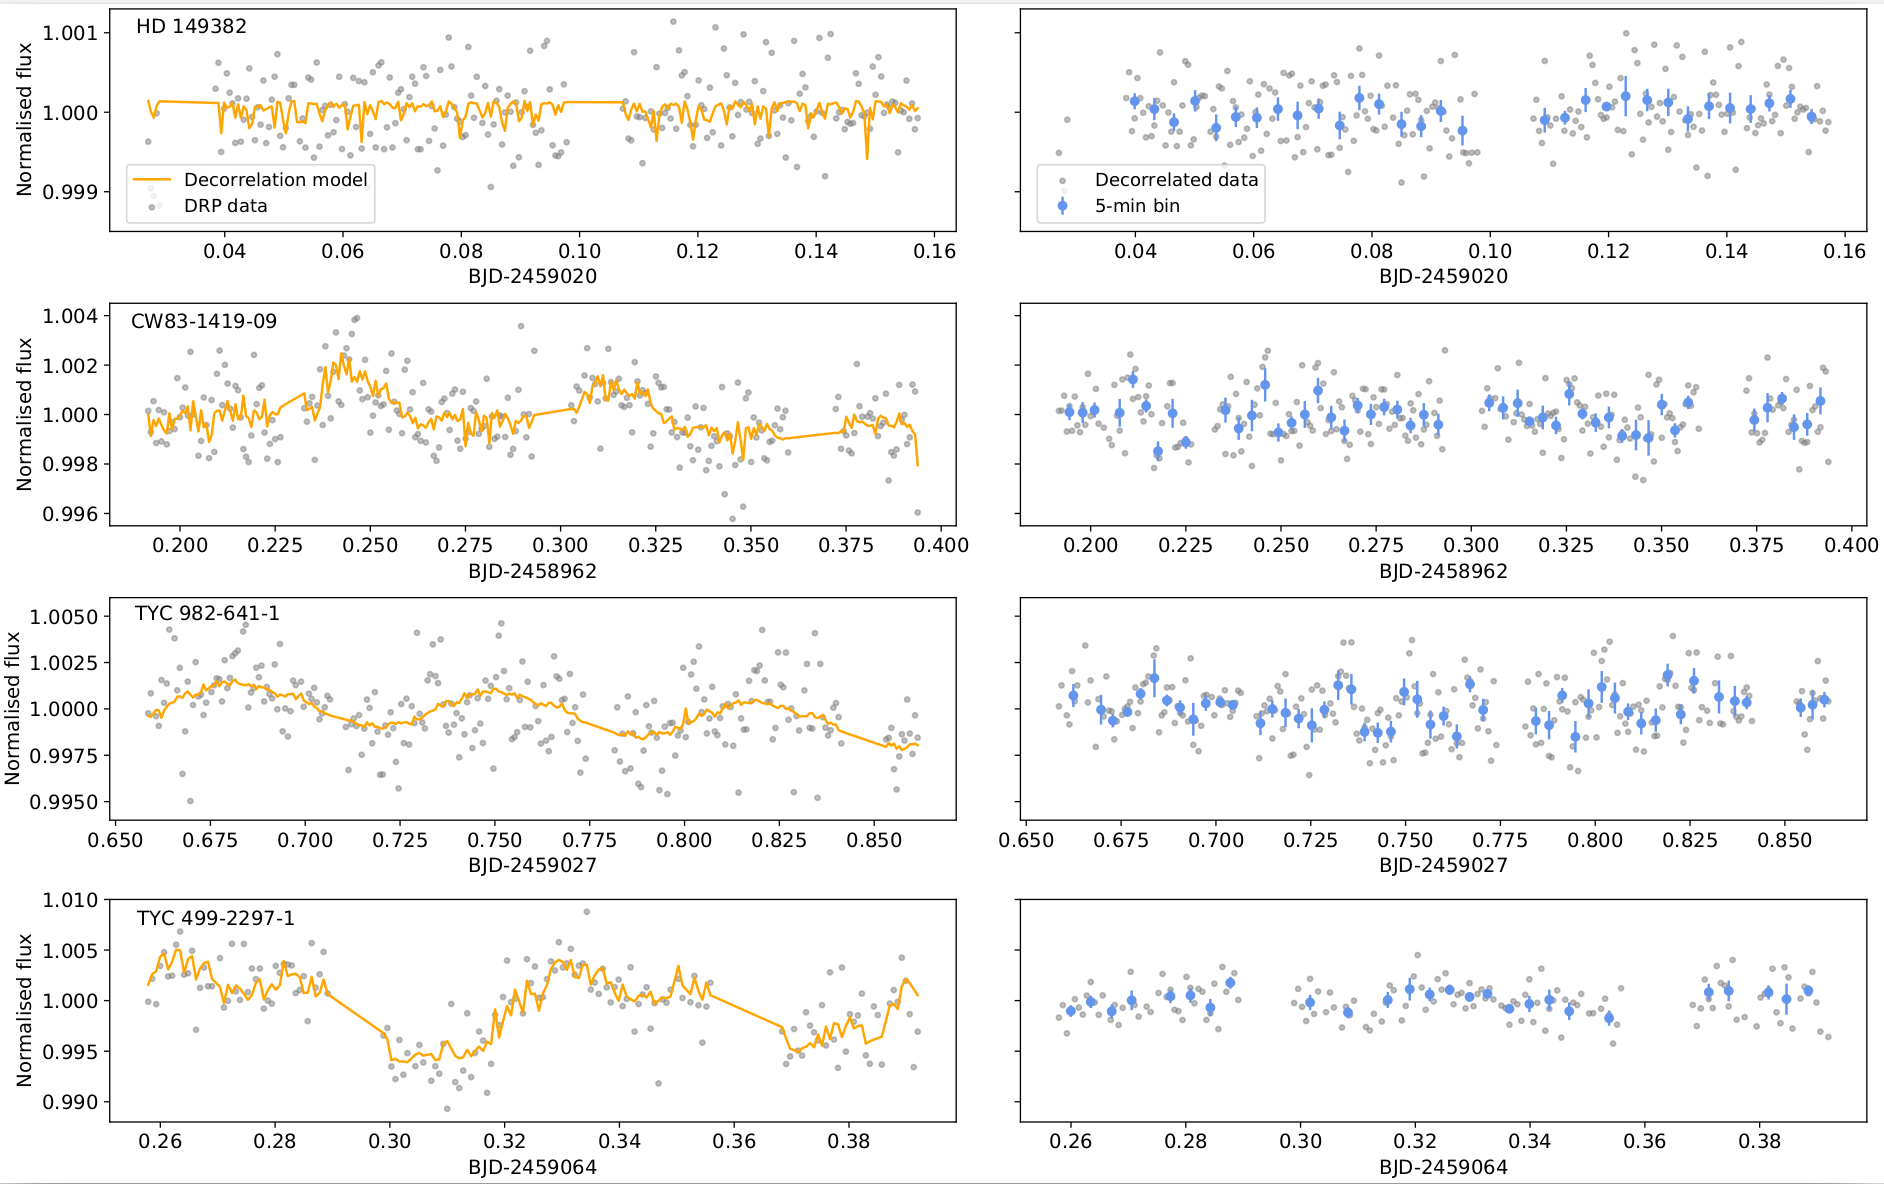 HD 149382
Normalised flux
1.001
1.000
0.999
Decorrelation model
DRP data
0.04 0.06 0.08 0.10 0.12 0.14 0.16
BJD-2459020
Decorrelated data
5-min bin
0.04 0.06 0.08 0.10 0.12 0.14 0.16
BJD-2459020
CW83-1419-09
Normalised flux
1.004
1.002
1.000
0.998
0.996
0.200 0.225 0.250 0.275 0.300 0.325 0.350 0.375 0.400
BJD-2458962
0.200 0.225 0.250 0.275 0.300 0.325 0.350 0.375 0.400
BJD-2458962
TYC 982-641-1
Normalised flux
1.0050
1.0025
1.0000
0.9975
0.9950
0.650 0.675 0.700 0.725 0.750 0.775 0.800 0.825 0.850
BJD-2459027
0.650 0.675 0.700 0.725 0.750 0.775 0.800 0.825 0.850
BJD-2459027
TYC 499-2297-1
Normalised flux
1.010
1.005
1.000
0.995
0.990
0.26 0.28 0.30 0.32 0.34 0.36 0.38
BJD-2459064
0.26 0.28 0.30 0.32 0.34 0.36 0.38
BJD-2459064